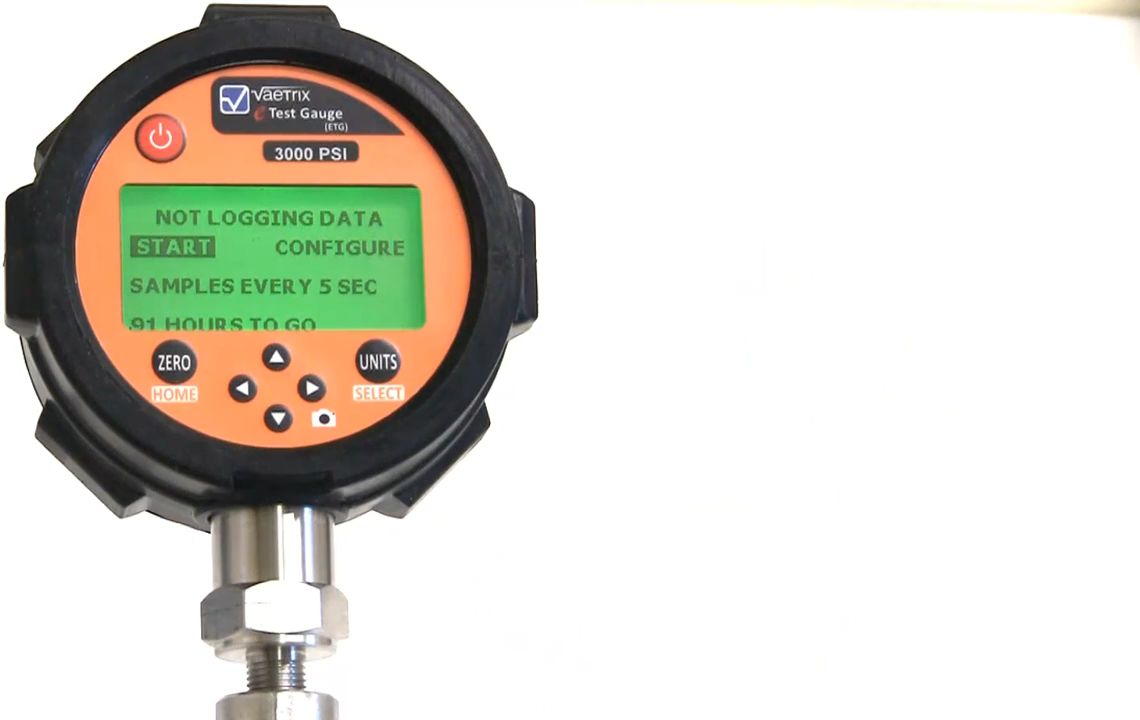 VAETRIX
e Test Gauge
(ETG)
3000 PSI
NOT LOGGING DATA
START CONFIGURE
SAMPLES EVERY 5 SEC
.91 HOURS TO GO
ZERO UNITS
HOME SELECT